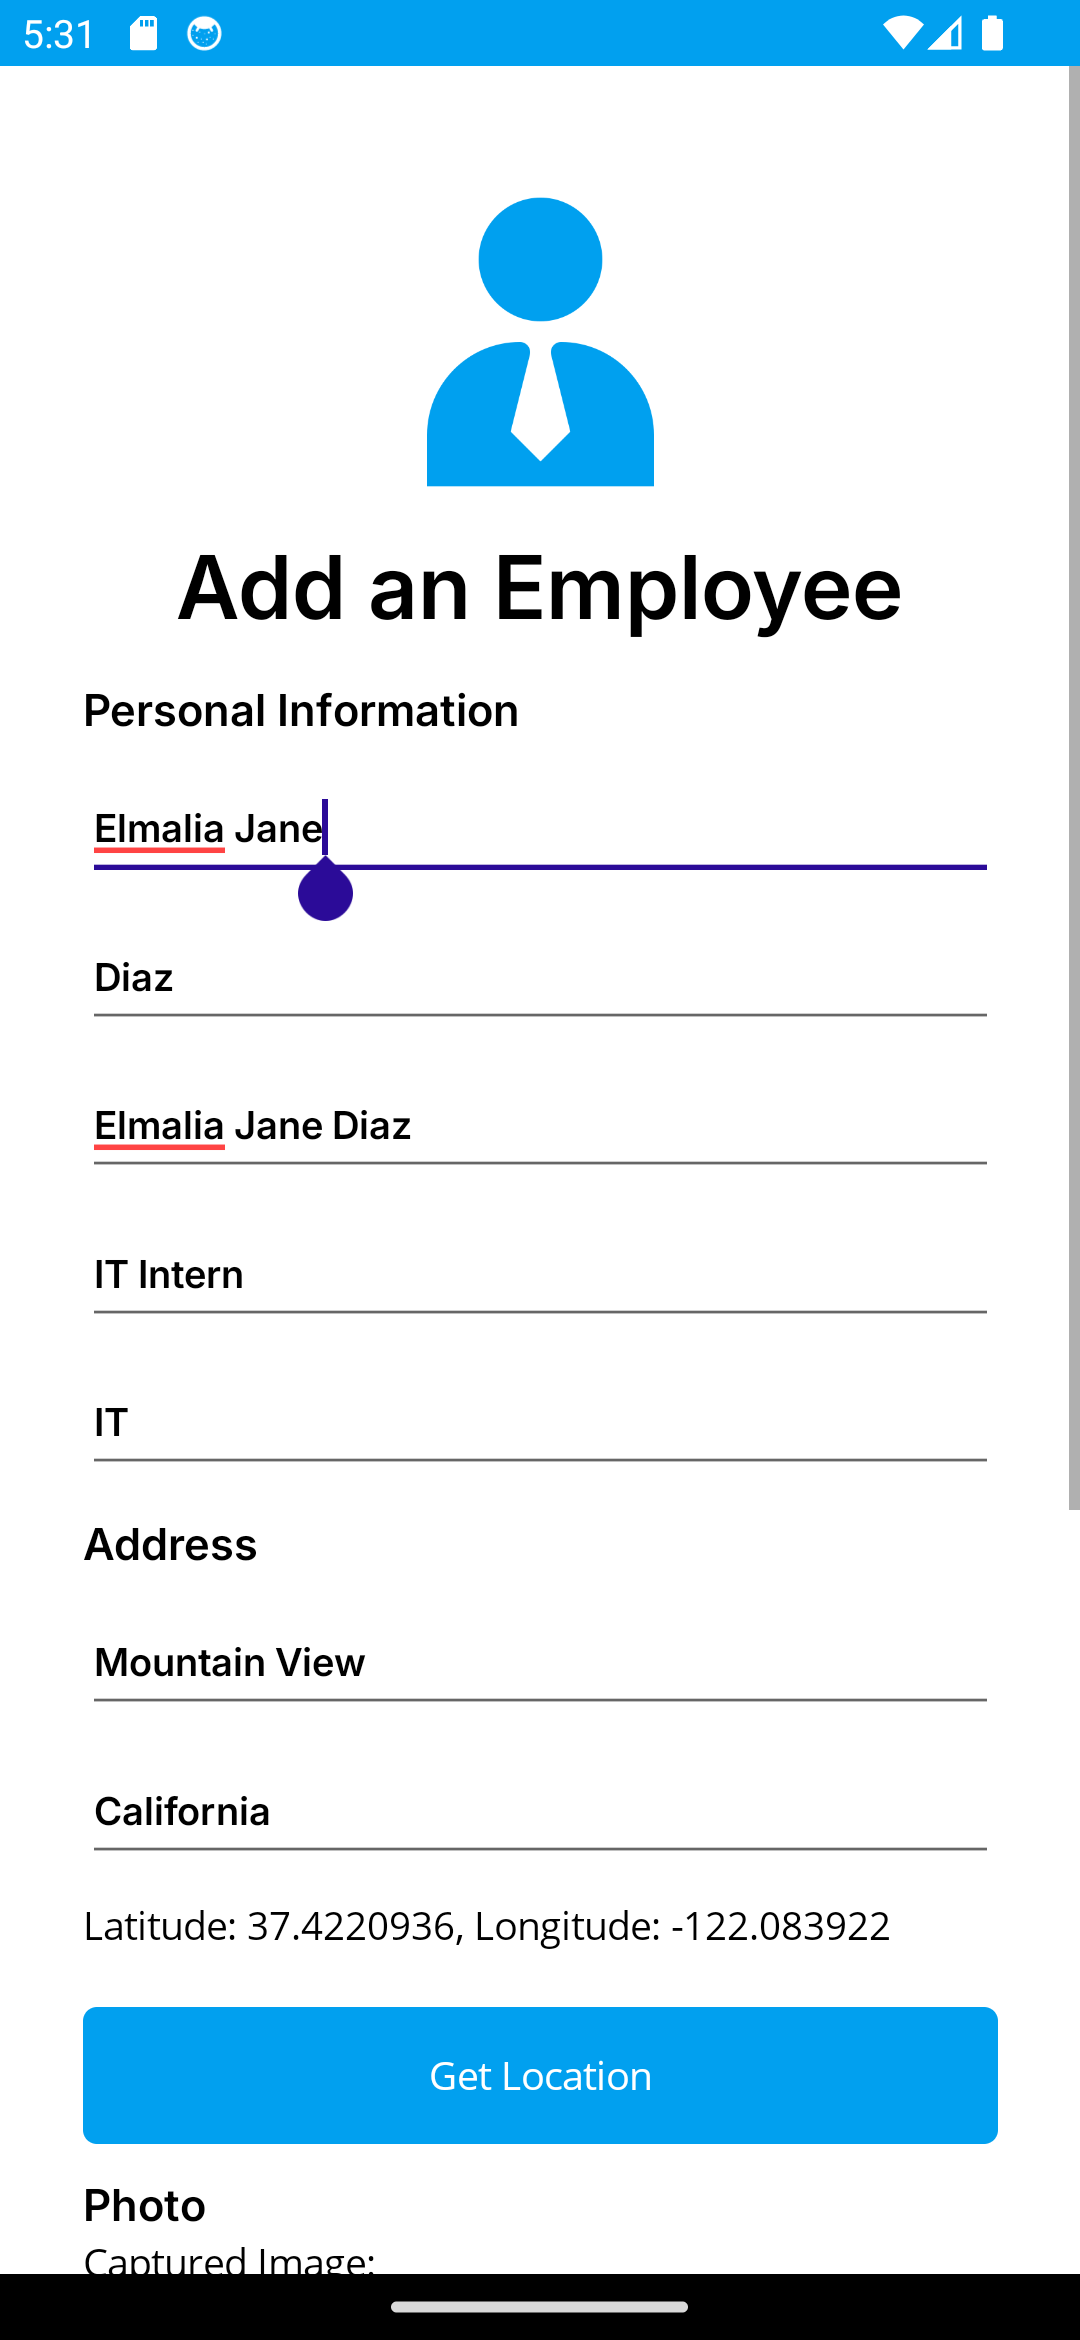 5:31
Add an Employee
Personal Information
Elmalia Jane
Diaz
Elmalia Jane Diaz
IT Intern
IT
Address
Mountain View
California
Latitude: 37.4220936, Longitude: -122.083922
Get Location
Photo
Captured Image: